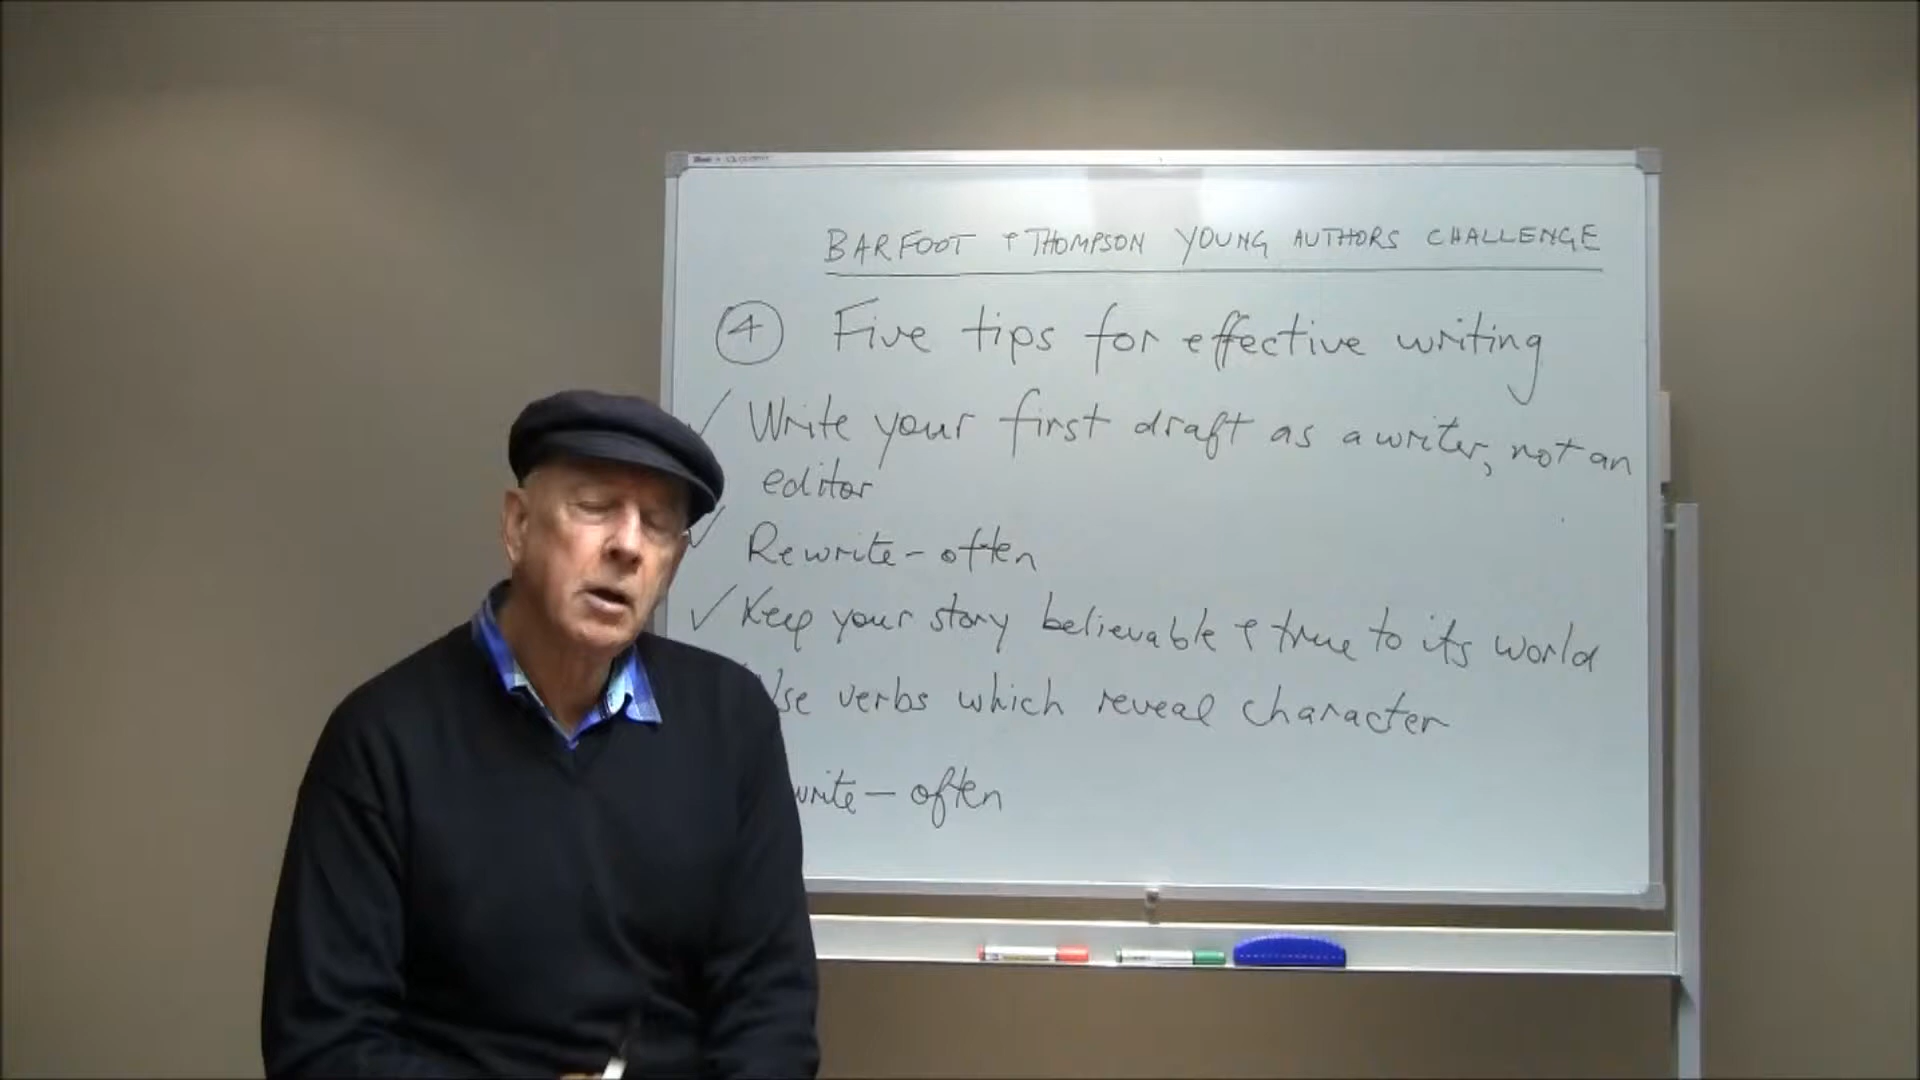 BARFOOT & THOMPSON YOUNG AUTHORS CHALLENGE
4 Five tips for effective writing
✓ Write your first draft as a writer, not an
editor
✓ Rewrite - often
✓ Keep your story believable & true to its world
Use verbs which reveal character
write - often